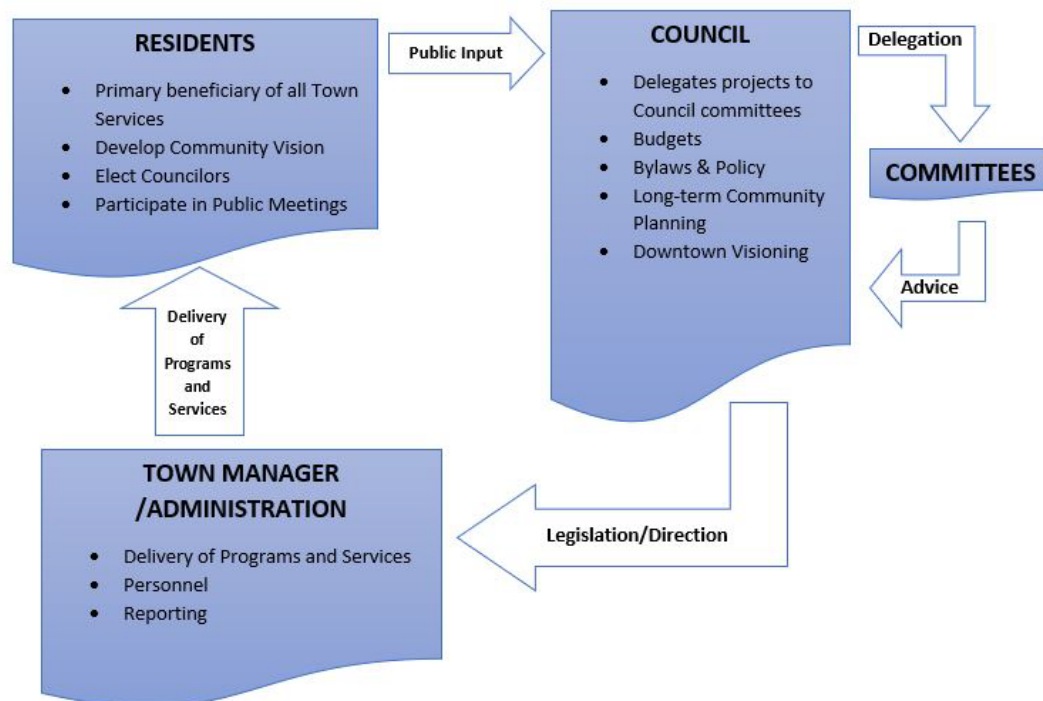 RESIDENTS
• Primary beneficiary of all Town
Services
• Develop Community Vision
• Elect Councilors
• Participate in Public Meetings
Public Input
COUNCIL
• Delegates projects to
Council committees
• Budgets
• Bylaws & Policy
• Long-term Community
Planning
• Downtown Visioning
Delegation
COMMITTEES
Advice
Delivery
of
Programs
and
Services
TOWN MANAGER
/ADMINISTRATION
• Delivery of Programs and Services
• Personnel
• Reporting
Legislation/Direction